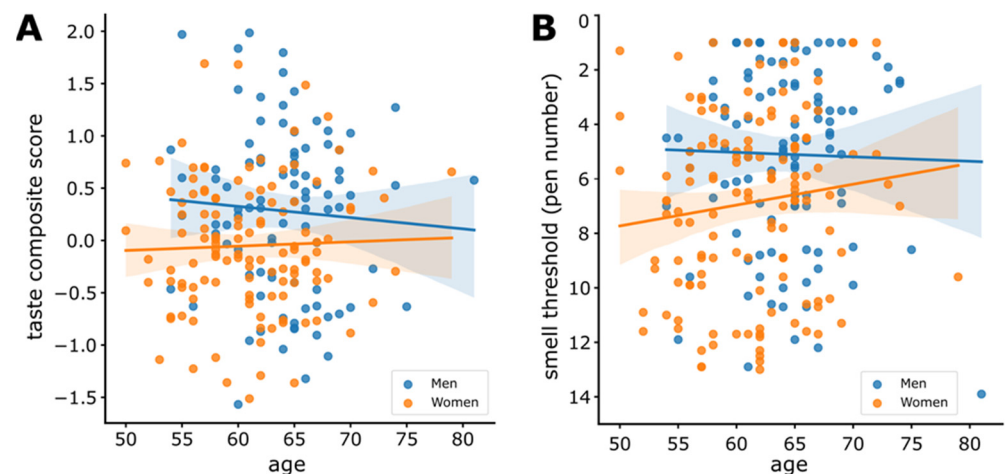 A
taste composite score
2.0
1.5
1.0
0.5
0.0
−0.5
−1.0
−1.5
50 55 60 65 70 75 80
age
Men
Women
B
smell threshold (pen number)
0
2
4
6
8
10
12
14
50 55 60 65 70 75 80
age
Men
Women